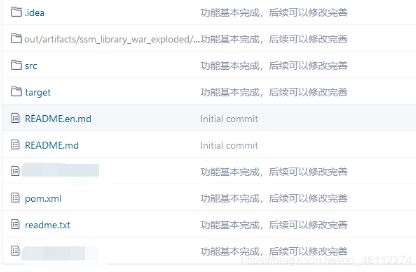 .idea 功能基本完成，后续可以修改完善
out/artifacts/ssm_library_war_exploded/... 功能基本完成，后续可以修改完善
src 功能基本完成，后续可以修改完善
target 功能基本完成，后续可以修改完善
README.en.md Initial commit
README.md Initial commit
功能基本完成，后续可以修改完善
pom.xml 功能基本完成，后续可以修改完善
readme.txt 功能基本完成，后续可以修改完善
功能基本完成，后续可以修改完善
https://blog.csdn.net/qq_46112274